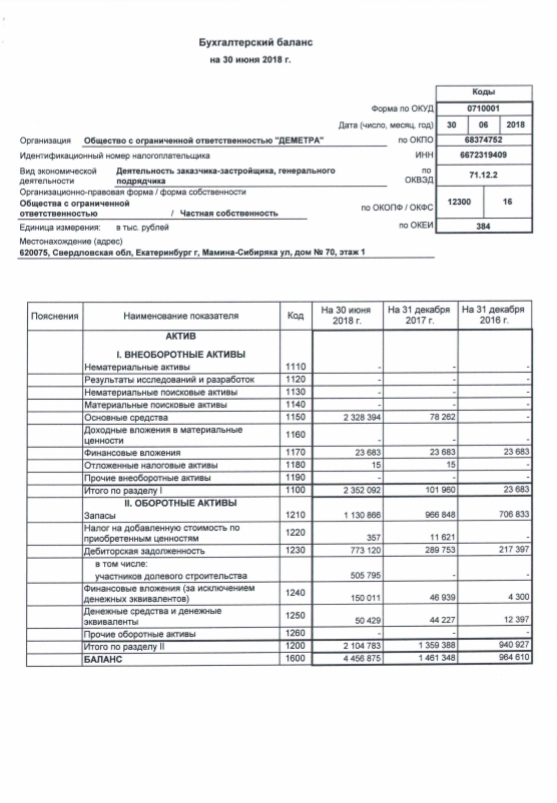 Бухгалтерский баланс
на 30 июня 2018 г.
Коды
Форма по ОКУД 0710001
Дата (число, месяц, год) 30 06 2018
Организация Общество с ограниченной ответственностью "ДЕМЕТРА" по ОКПО 68374752
Идентификационный номер налогоплательщика ИНН 6672319409
Вид экономической деятельности Деятельность заказчика-застройщика, генерального подрядчика по ОКВЭД 71.12.2
Организационно-правовая форма / форма собственности
Общества с ограниченной ответственностью / Частная собственность по ОКОПФ / ОКФС 12300 16
Единица измерения: в тыс. рублей по ОКЕИ 384
Местонахождение (адрес)
620075, Свердловская обл, Екатеринбург г, Мамина-Сибиряка ул, дом № 70, этаж 1
Пояснения Наименование показателя Код На 30 июня 2018 г. На 31 декабря 2017 г. На 31 декабря 2016 г.
АКТИВ
I. ВНЕОБОРОТНЫЕ АКТИВЫ
Нематериальные активы 1110 - - -
Результаты исследований и разработок 1120 - - -
Нематериальные поисковые активы 1130 - - -
Материальные поисковые активы 1140 - - -
Основные средства 1150 2 328 394 78 262 -
Доходные вложения в материальные ценности 1160 - - -
Финансовые вложения 1170 23 683 23 683 23 683
Отложенные налоговые активы 1180 15 15 -
Прочие внеоборотные активы 1190 - - -
Итого по разделу I 1100 2 352 092 101 960 23 683
II. ОБОРОТНЫЕ АКТИВЫ
Запасы 1210 1 130 866 966 848 706 833
Налог на добавленную стоимость по приобретенным ценностям 1220 357 11 621 -
Дебиторская задолженность 1230 773 120 289 753 217 397
в том числе:
участников долевого строительства 505 795 - -
Финансовые вложения (за исключением денежных эквивалентов) 1240 150 011 46 939 4 300
Денежные средства и денежные эквиваленты 1250 50 429 44 227 12 397
Прочие оборотные активы 1260 - - -
Итого по разделу II 1200 2 104 783 1 359 388 940 927
БАЛАНС 1600 4 456 875 1 461 348 964 610